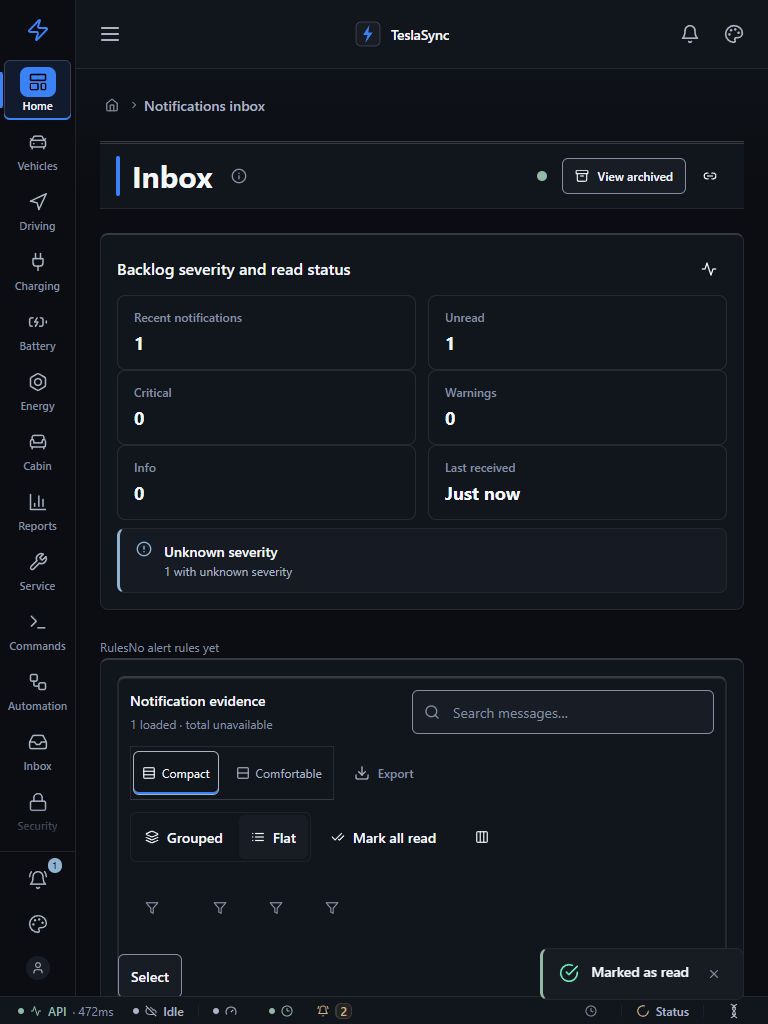 TeslaSync
Home
Vehicles
Driving
Charging
Battery
Energy
Cabin
Reports
Service
Commands
Automation
Inbox
Security
1
Notifications inbox
Inbox
View archived
Backlog severity and read status
Recent notifications
1
Unread
1
Critical
0
Warnings
0
Info
0
Last received
Just now
Unknown severity
1 with unknown severity
RulesNo alert rules yet
Notification evidence
1 loaded · total unavailable
Search messages...
Compact
Comfortable
Export
Grouped
Flat
Mark all read
Select
Marked as read
API · 472ms
Idle
2
Status